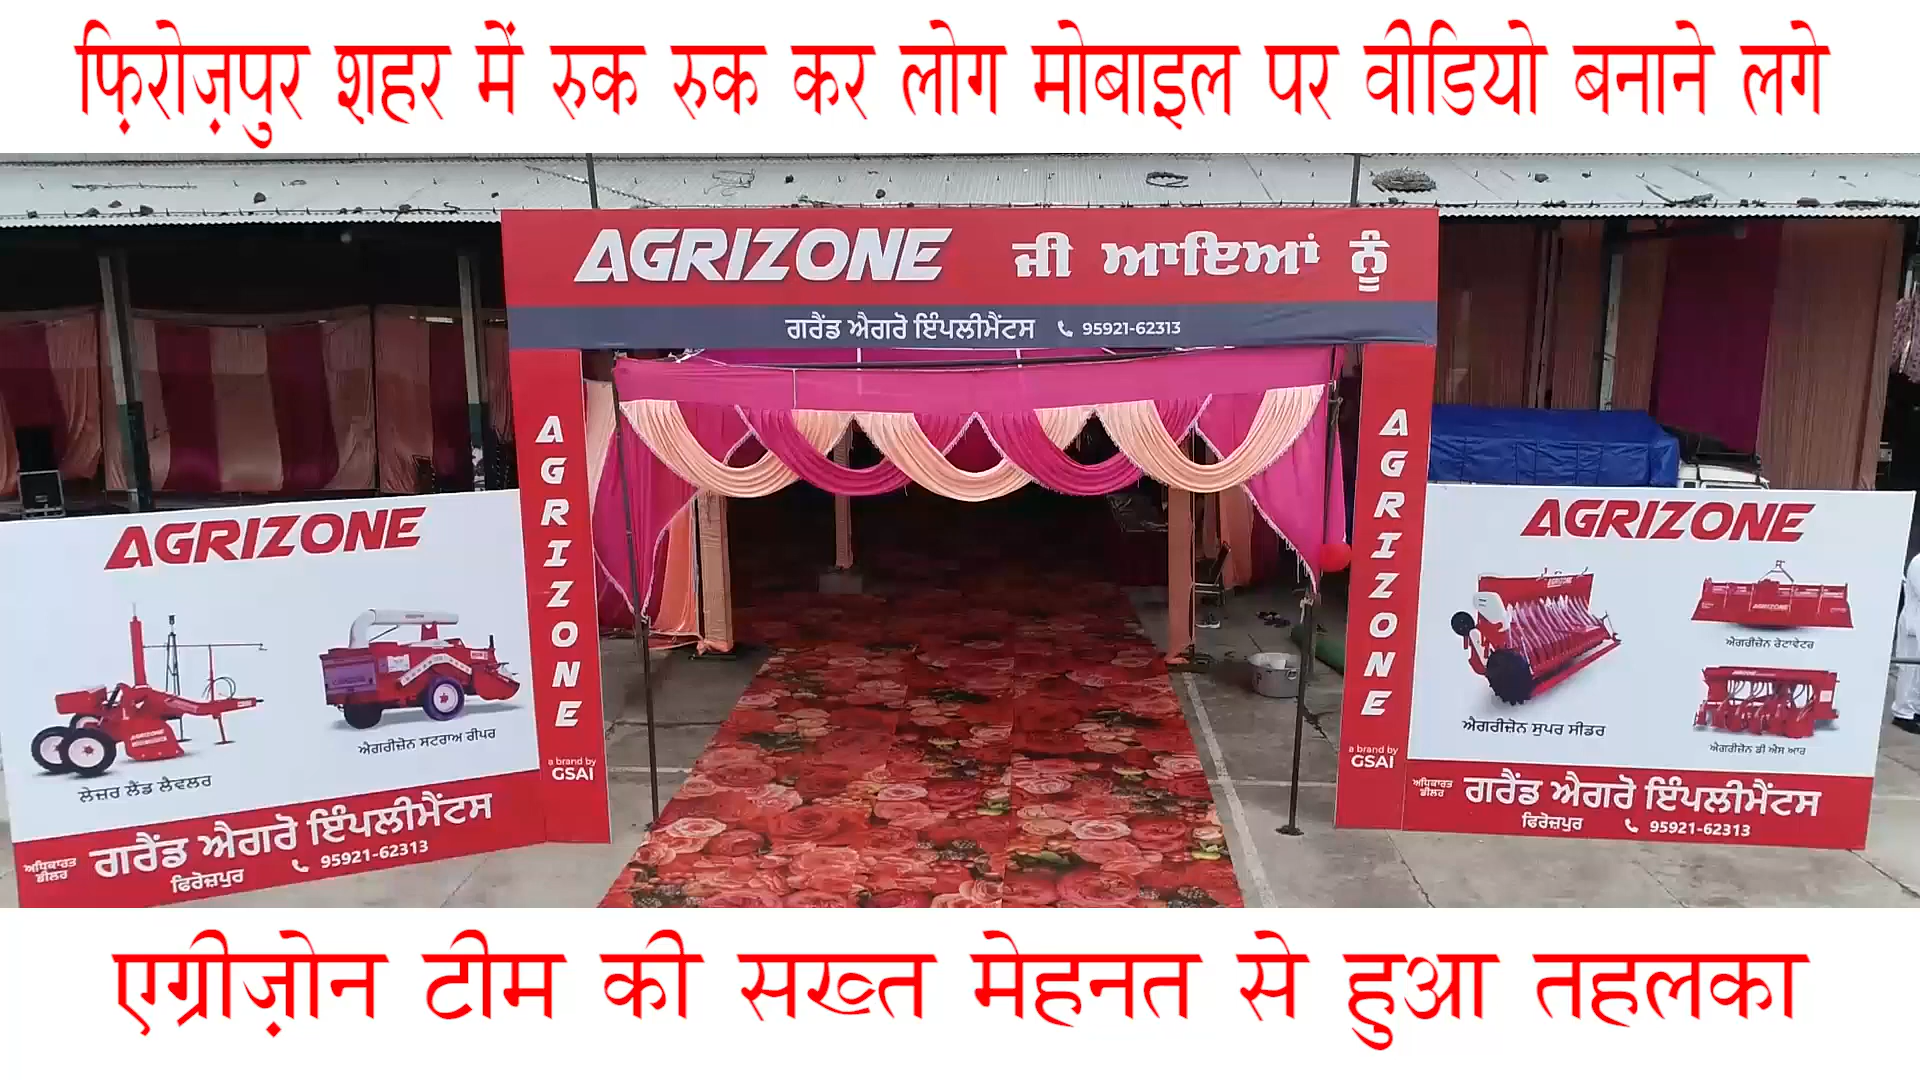 फ़िरोज़पुर शहर में रुक रुक कर लोग मोबाइल पर वीडियो बनाने लगे
AGRIZONE ਜੀ ਆਇਆਂ ਨੂੰ
ਗਰੈਂਡ ਐਗਰੋ ਇੰਪਲੀਮੈਂਟਸ 95921-62313
AGRIZONE
a brand by
GSAI
AGRIZONE
a brand by
GSAI
AGRIZONE
ਐਗਰੀਜ਼ੋਨ ਸਟਰਾਅ ਰੀਪਰ
ਲੇਜ਼ਰ ਲੈਂਡ ਲੈਵਲਰ
ਅਧਿਕਾਰਤ
ਡੀਲਰ
ਗਰੈਂਡ ਐਗਰੋ ਇੰਪਲੀਮੈਂਟਸ
ਫਿਰੋਜ਼ਪੁਰ 95921-62313
AGRIZONE
ਐਗਰੀਜ਼ੋਨ ਰੋਟਾਵੇਟਰ
ਐਗਰੀਜ਼ੋਨ ਸੁਪਰ ਸੀਡਰ
ਐਗਰੀਜ਼ੋਨ ਡੀ ਐਸ ਆਰ
ਅਧਿਕਾਰਤ
ਡੀਲਰ
ਗਰੈਂਡ ਐਗਰੋ ਇੰਪਲੀਮੈਂਟਸ
ਫਿਰੋਜ਼ਪੁਰ 95921-62313
एग्रीज़ोन टीम की सख्त मेहनत से हुआ तहलका